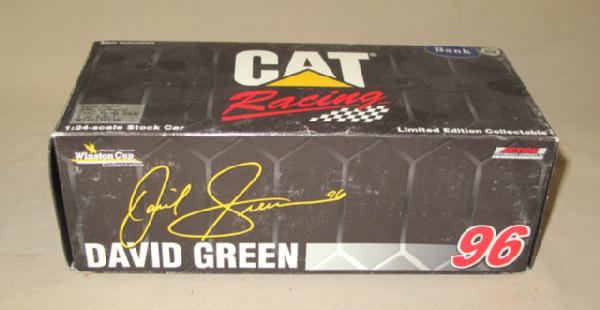 Bank
CAT
Racing
1:24-scale Stock Car
Limited Edition Collectable
Winston Cup
ACTION
David Green 96
DAVID GREEN
96